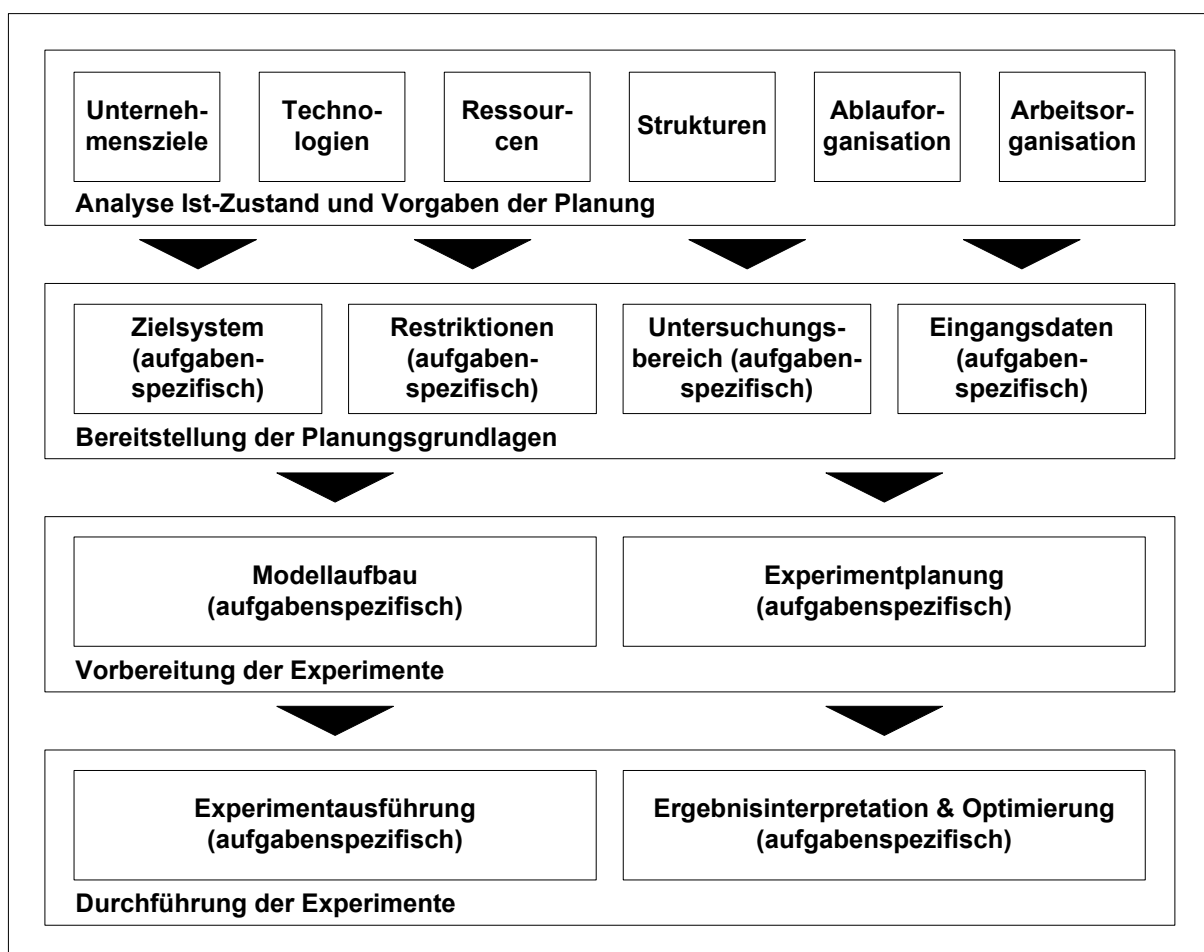 Unterneh-
mensziele
Techno-
logien
Ressour-
cen
Strukturen
Ablaufor-
ganisation
Arbeitsor-
ganisation
Analyse Ist-Zustand und Vorgaben der Planung
Zielsystem
(aufgaben-
spezifisch)
Restriktionen
(aufgaben-
spezifisch)
Untersuchungs-
bereich (aufgaben-
spezifisch)
Eingangsdaten
(aufgaben-
spezifisch)
Bereitstellung der Planungsgrundlagen
Modellaufbau
(aufgabenspezifisch)
Experimentplanung
(aufgabenspezifisch)
Vorbereitung der Experimente
Experimentausführung
(aufgabenspezifisch)
Ergebnisinterpretation & Optimierung
(aufgabenspezifisch)
Durchführung der Experimente